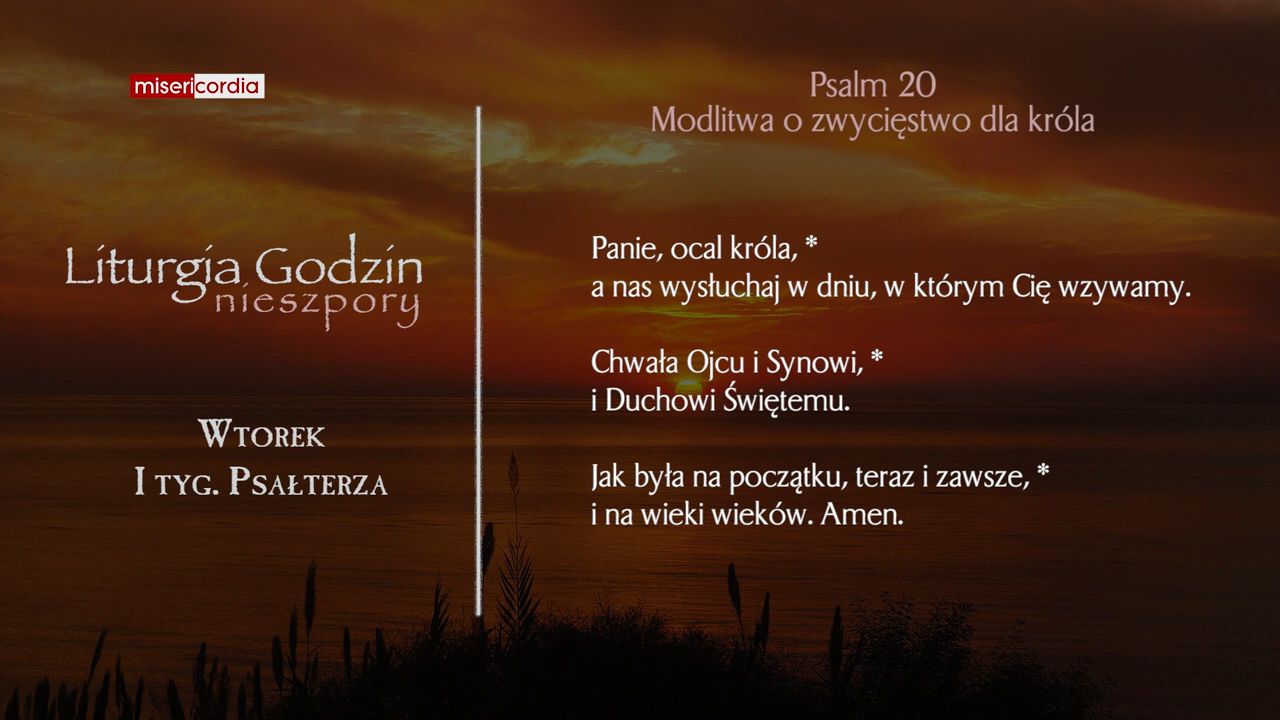 misericordia
Liturgia Godzin
nieszpory
Wtorek
I tyg. Psałterza
Psalm 20
Modlitwa o zwycięstwo dla króla
Panie, ocal króla, *
a nas wysłuchaj w dniu, w którym Cię wzywamy.
Chwała Ojcu i Synowi, *
i Duchowi Świętemu.
Jak była na początku, teraz i zawsze, *
i na wieki wieków. Amen.